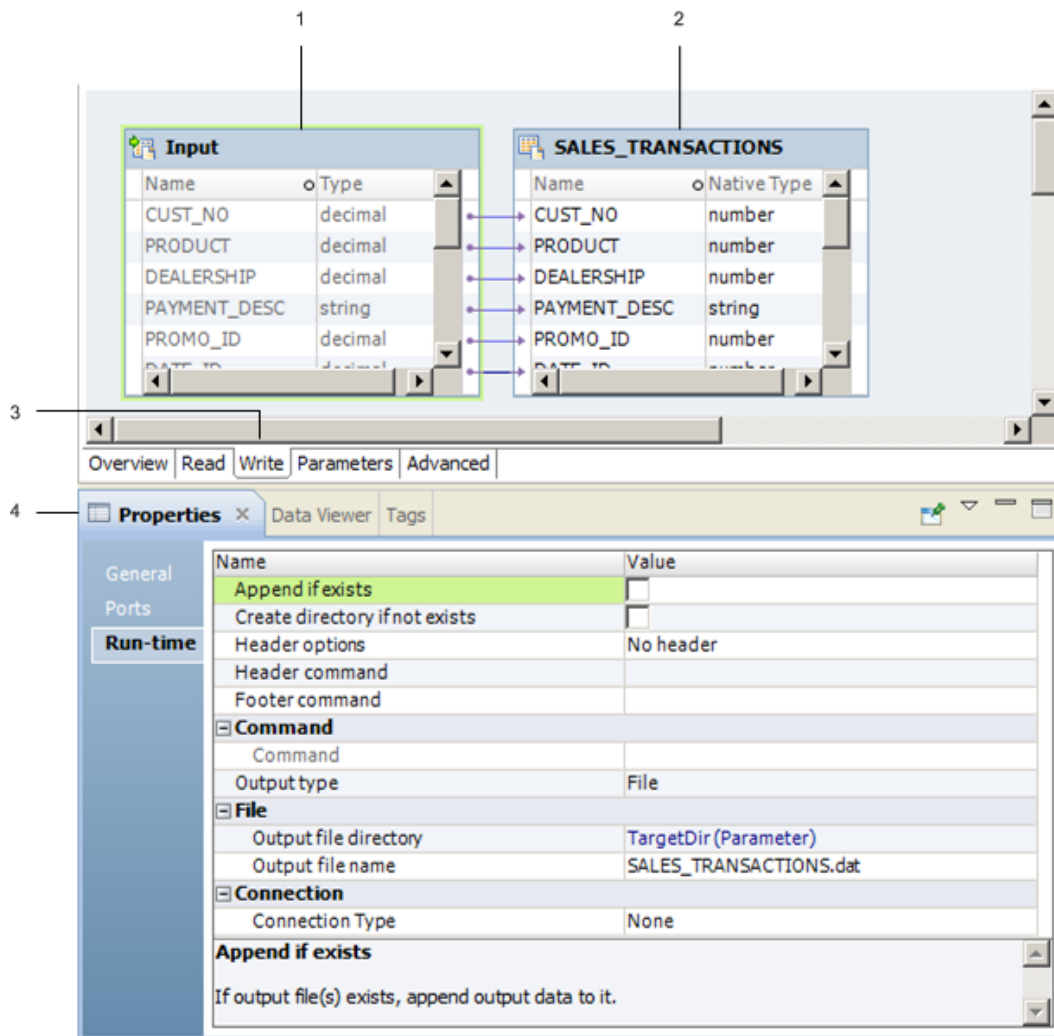 1 2
Input SALES_TRANSACTIONS
Name Type Name Native Type
CUST_NO decimal CUST_NO number
PRODUCT decimal PRODUCT number
DEALERSHIP decimal DEALERSHIP number
PAYMENT_DESC string PAYMENT_DESC string
PROMO_ID decimal PROMO_ID number
DATE_ID decimal DATE_ID number
3
Overview Read Write Parameters Advanced
4
Properties Data Viewer Tags
General
Ports
Run-time
Name Value
Append if exists
Create directory if not exists
Header options No header
Header command
Footer command
Command
Command
Output type File
File
Output file directory TargetDir (Parameter)
Output file name SALES_TRANSACTIONS.dat
Connection
Connection Type None
Append if exists
If output file(s) exists, append output data to it.